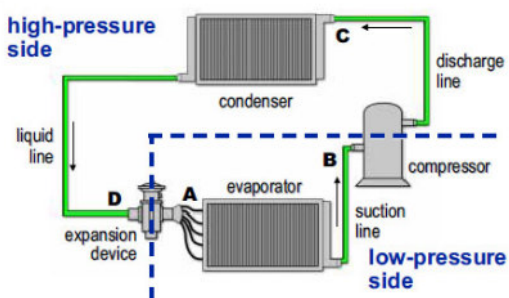 high-pressure
side
C
discharge
line
condenser
liquid
line
B
compressor
D
A
evaporator
expansion
device
suction
line
low-pressure
side